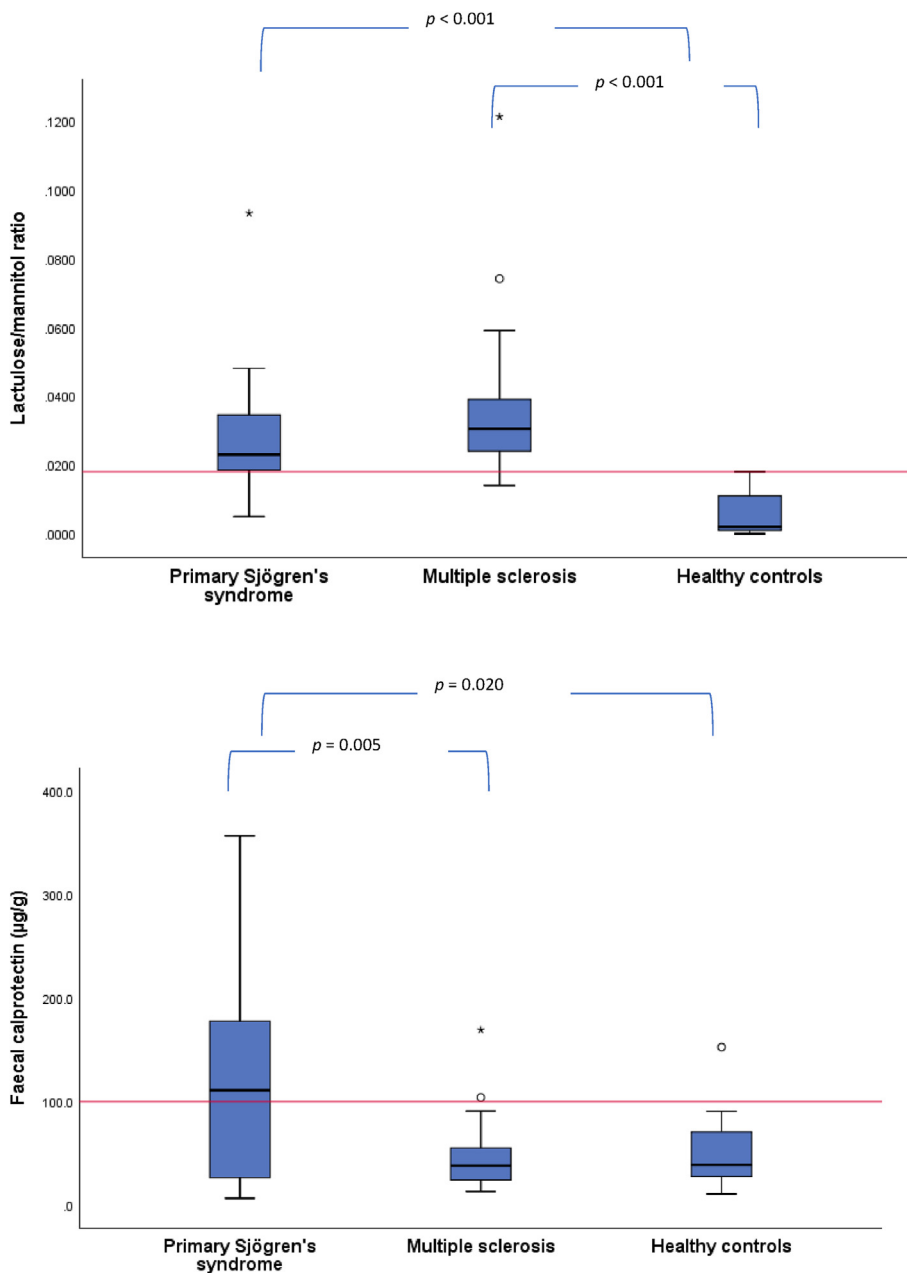 p < 0.001
p < 0.001
.1200
.1000
.0800
.0600
.0400
.0200
.0000
Lactulose/mannitol ratio
Primary Sjögren's
syndrome
Multiple sclerosis
Healthy controls
p = 0.020
p = 0.005
400.0
300.0
200.0
100.0
.0
Faecal calprotectin (µg/g)
Primary Sjögren's
syndrome
Multiple sclerosis
Healthy controls